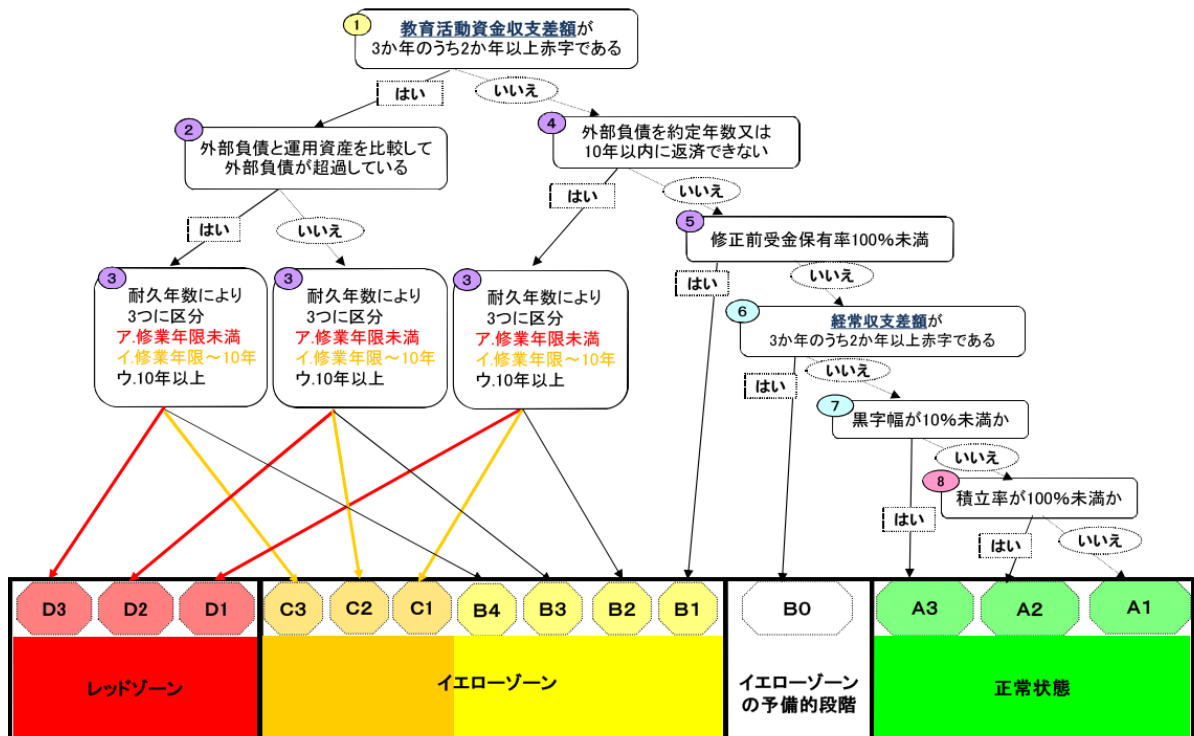 1
教育活動資金収支差額が
3か年のうち2か年以上赤字である
はい
いいえ
2
外部負債と運用資産を比較して
外部負債が超過している
4
外部負債を約定年数又は
10年以内に返済できない
はい
いいえ
はい
いいえ
5
修正前受金保有率100%未満
はい
いいえ
3
耐久年数により
3つに区分
ア.修業年限未満
イ.修業年限~10年
ウ.10年以上
3
耐久年数により
3つに区分
ア.修業年限未満
イ.修業年限~10年
ウ.10年以上
3
耐久年数により
3つに区分
ア.修業年限未満
イ.修業年限~10年
ウ.10年以上
6
経常収支差額が
3か年のうち2か年以上赤字である
はい
いいえ
7
黒字幅が10%未満か
はい
いいえ
8
積立率が100%未満か
はい
いいえ
D3
D2
D1
C3
C2
C1
B4
B3
B2
B1
B0
A3
A2
A1
レッドゾーン
イエローゾーン
イエローゾーン
の予備的段階
正常状態